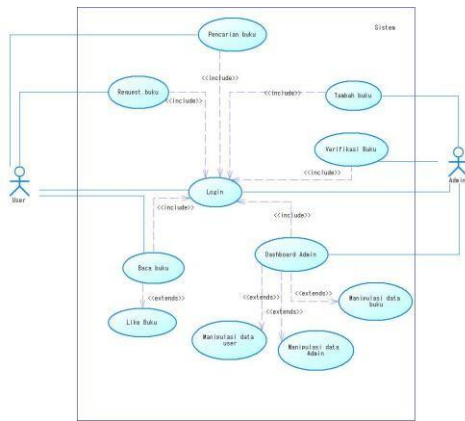 Sistem
Pencarian buku
Request buku
<<include>>
<<include>>
<<include>>
Tambah buku
Verifikasi Buku
<<include>>
User
Admin
Login
<<include>>
<<include>>
Baca buku
Dashboard Admin
<<extends>>
Like Buku
<<extends>>
<<extends>>
<<extends>>
Manipulasi data
buku
Manipulasi data
user
Manipulasi data
Admin